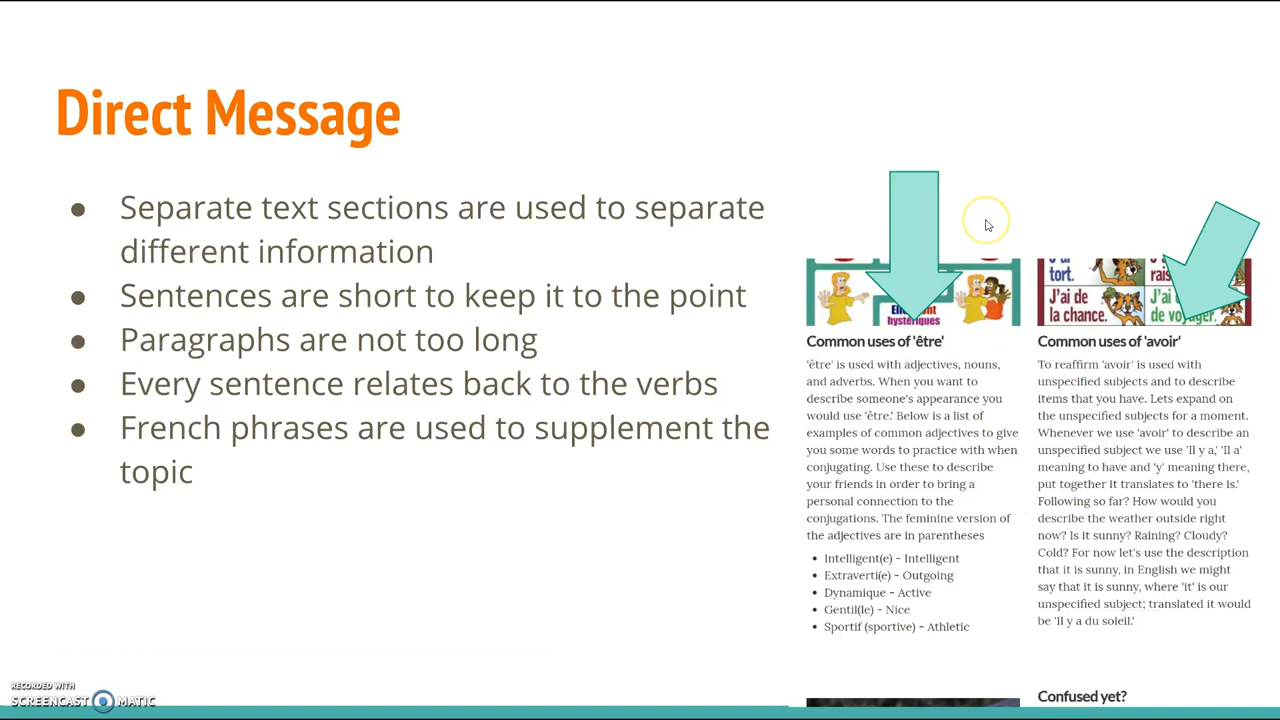 Direct Message
● Separate text sections are used to separate
different information
● Sentences are short to keep it to the point
● Paragraphs are not too long
● Every sentence relates back to the verbs
● French phrases are used to supplement the
topic
hystériques
tort.
J'ai de
la chance.
Common uses of 'être'
'être' is used with adjectives, nouns,
and adverbs. When you want to
describe someone's appearance you
would use 'être.' Below is a list of
examples of common adjectives to give
you some words to practice with when
conjugating. Use these to describe
your friends in order to bring a
personal connection to the
conjugations. The feminine version of
the adjectives are in parentheses
• Intelligent(e) - Intelligent
• Extraverti(e) - Outgoing
• Dynamique - Active
• Gentil(le) - Nice
• Sportif (sportive) - Athletic
Common uses of 'avoir'
To reaffirm 'avoir' is used with
unspecified subjects and to describe
items that you have. Lets expand on
the unspecified subjects for a moment.
Whenever we use 'avoir' to describe an
unspecified subject we use 'Il y a,' 'Il a'
meaning to have and 'y' meaning there,
put together it translates to 'there is.'
Following so far? How would you
describe the weather outside right
now? Is it sunny? Raining? Cloudy?
Cold? For now let's use the description
that it is sunny, in English we might
say that it is sunny, where 'it' is our
unspecified subject; translated it would
be 'Il y a du soleil.'
Confused yet?
RECORDED WITH
SCREENCAST MATIC